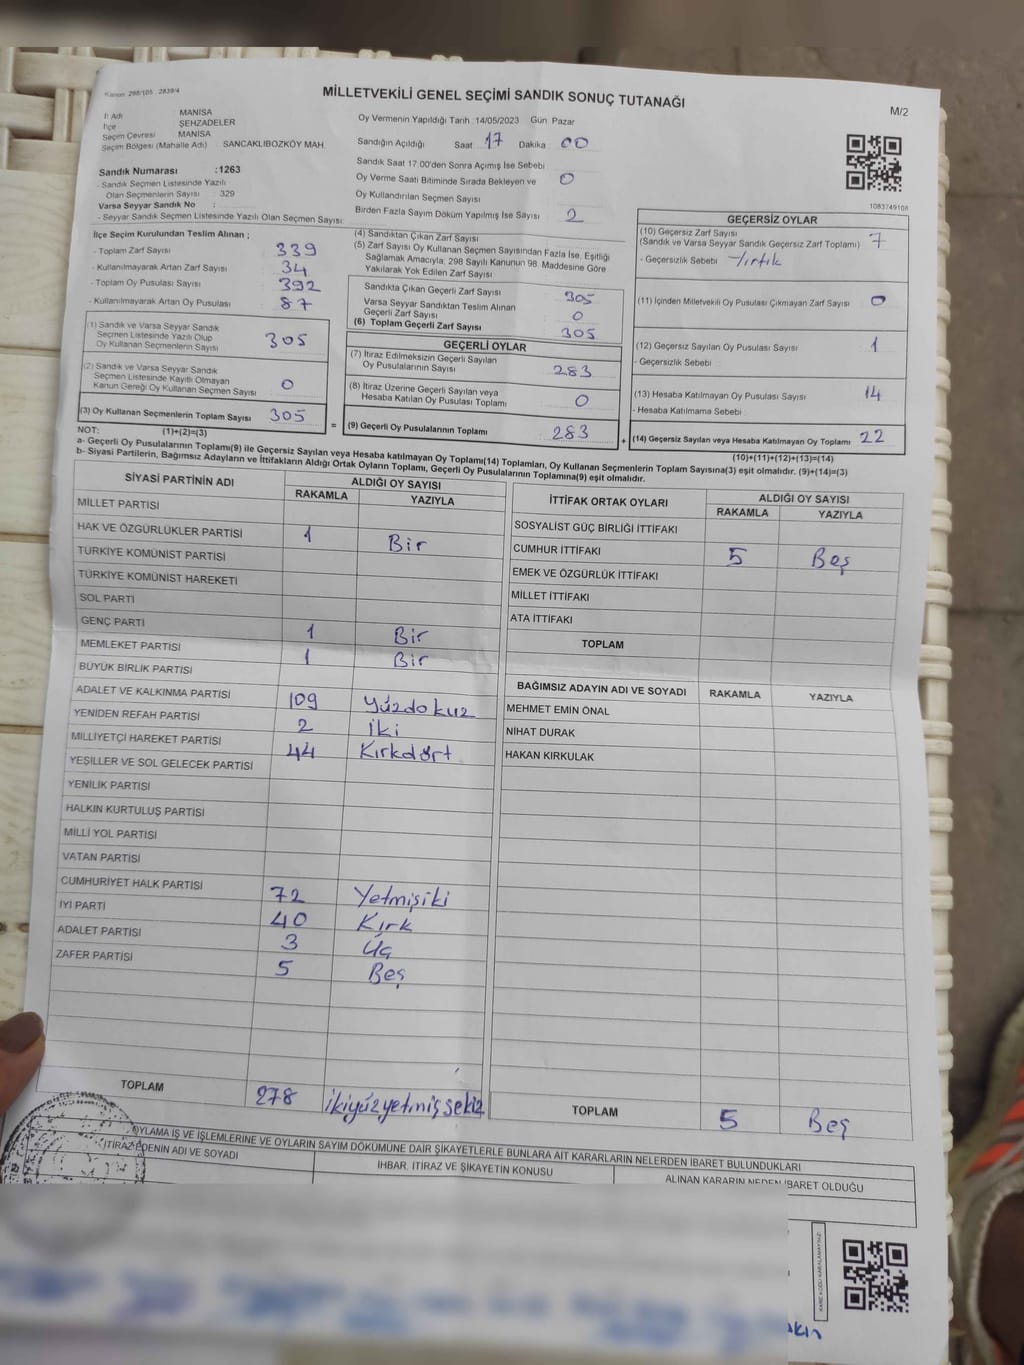 Kanun: 298/105 , 2839/4
MİLLETVEKİLİ GENEL SEÇİMİ SANDIK SONUÇ TUTANAĞI
M/2
İl Adı MANİSA
İlçe ŞEHZADELER
Seçim Çevresi MANİSA
Seçim Bölgesi (Mahalle Adı) : SANCAKLIBOZKÖY MAH.
Sandık Numarası :1263
- Sandık Seçmen Listesinde Yazılı
Olan Seçmenlerin Sayısı : 329
Varsa Seyyar Sandık No :
- Seyyar Sandık Seçmen Listesinde Yazılı Olan Seçmen Sayısı:
Oy Vermenin Yapıldığı Tarih :14/05/2023 Gün: Pazar
Sandığın Açıldığı Saat 17 Dakika 00
Sandık Saat 17:00'den Sonra Açımış İse Sebebi
Oy Verme Saati Bitiminde Sırada Bekleyen ve 0
Oy Kullandırılan Seçmen Sayısı
Birden Fazla Sayım Döküm Yapılmış İse Sayısı 2
1083749108
İlçe Seçim Kurulundan Teslim Alınan ;
- Toplam Zarf Sayısı 339
- Kullanılmayarak Artan Zarf Sayısı 34
- Toplam Oy Pusulası Sayısı 392
- Kullanılmayarak Artan Oy Pusulası 87
(1) Sandık ve Varsa Seyyar Sandık
Seçmen Listesinde Yazılı Olup
Oy Kullanan Seçmenlerin Sayısı 305
(2) Sandık ve Varsa Seyyar Sandık
Seçmen Listesinde Kayıtlı Olmayan
Kanun Gereği Oy Kullanan Seçmen Sayısı 0
(3) Oy Kullanan Seçmenlerin Toplam Sayısı 305
(1)+(2)=(3)
(4) Sandıktan Çıkan Zarf Sayısı
(5) Zarf Sayısı Oy Kullanan Seçmen Sayısından Fazla İse, Eşitliği
Sağlamak Amacıyla, 298 Sayılı Kanunun 98. Maddesine Göre
Yakılarak Yok Edilen Zarf Sayısı
Sandıkta Çıkan Geçerli Zarf Sayısı 305
Varsa Seyyar Sandıktan Teslim Alınan
Geçerli Zarf Sayısı 0
(6) Toplam Geçerli Zarf Sayısı 305
GEÇERLİ OYLAR
(7) İtiraz Edilmeksizin Geçerli Sayılan
Oy Pusulalarının Sayısı 283
(8) İtiraz Üzerine Geçerli Sayılan veya
Hesaba Katılan Oy Pusulası Toplamı 0
= (9) Geçerli Oy Pusulalarının Toplamı 283 +
GEÇERSİZ OYLAR
(10) Geçersiz Zarf Sayısı
(Sandık ve Varsa Seyyar Sandık Geçersiz Zarf Toplamı) 7
- Geçersizlik Sebebi Yırtık
(11) İçinden Milletvekili Oy Pusulası Çıkmayan Zarf Sayısı 0
(12) Geçersiz Sayılan Oy Pusulası Sayısı 1
- Geçersizlik Sebebi
(13) Hesaba Katılmayan Oy Pusulası Sayısı 14
- Hesaba Katılmama Sebebi
(14) Geçersiz Sayılan veya Hesaba Katılmayan Oy Toplamı 22
(10)+(11)+(12)+(13)=(14)
NOT:
a- Geçerli Oy Pusulalarının Toplamı(9) ile Geçersiz Sayılan veya Hesaba Katılmayan Oy Toplamı(14) Toplamları, Oy Kullanan Seçmenlerin Toplam Sayısına(3) eşit olmalıdır. (9)+(14)=(3)
b- Siyasi Partilerin, Bağımsız Adayların ve İttifakların Aldığı Ortak Oyların Toplamı, Geçerli Oy Pusulalarının Toplamına(9) eşit olmalıdır.
SİYASİ PARTİNİN ADI ALDIĞI OY SAYISI
RAKAMLA YAZIYLA
MİLLET PARTİSİ
HAK VE ÖZGÜRLÜKLER PARTİSİ 1 Bir
TÜRKİYE KOMÜNİST PARTİSİ
TÜRKİYE KOMÜNİST HAREKETİ
SOL PARTİ
GENÇ PARTİ 1 Bir
MEMLEKET PARTİSİ 1 Bir
BÜYÜK BİRLİK PARTİSİ
ADALET VE KALKINMA PARTİSİ 109 Yüzdokuz
YENİDEN REFAH PARTİSİ 2 İki
MİLLİYETÇİ HAREKET PARTİSİ 44 Kırkdört
YEŞİLLER VE SOL GELECEK PARTİSİ
YENİLİK PARTİSİ
HALKIN KURTULUŞ PARTİSİ
MİLLİ YOL PARTİSİ
VATAN PARTİSİ
CUMHURİYET HALK PARTİSİ 72 Yetmişiki
İYİ PARTİ 40 Kırk
ADALET PARTİSİ 3 Üç
ZAFER PARTİSİ 5 Beş
TOPLAM 278 ikiyüzyetmişsekiz
İTTİFAK ORTAK OYLARI ALDIĞI OY SAYISI
RAKAMLA YAZIYLA
SOSYALİST GÜÇ BİRLİĞİ İTTİFAKI
CUMHUR İTTİFAKI 5 Beş
EMEK VE ÖZGÜRLÜK İTTİFAKI
MİLLET İTTİFAKI
ATA İTTİFAKI
TOPLAM
BAĞIMSIZ ADAYIN ADI VE SOYADI RAKAMLA YAZIYLA
MEHMET EMİN ÖNAL
NİHAT DURAK
HAKAN KIRKULAK
TOPLAM 5 Beş
OYLAMA İŞ VE İŞLEMLERİNE VE OYLARIN SAYIM DÖKÜMÜNE DAİR ŞİKAYETLERLE BUNLARA AİT KARARLARIN NELERDEN İBARET BULUNDUKLARI
İTİRAZ EDENİN ADI VE SOYADI
İHBAR, İTİRAZ VE ŞİKAYETİN KONUSU
ALINAN KARARIN NEDEN İBARET OLDUĞU
KARE KODU KARALAMAYINIZ!